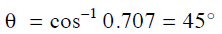 θ = cos⁻¹ 0.707 = 45°